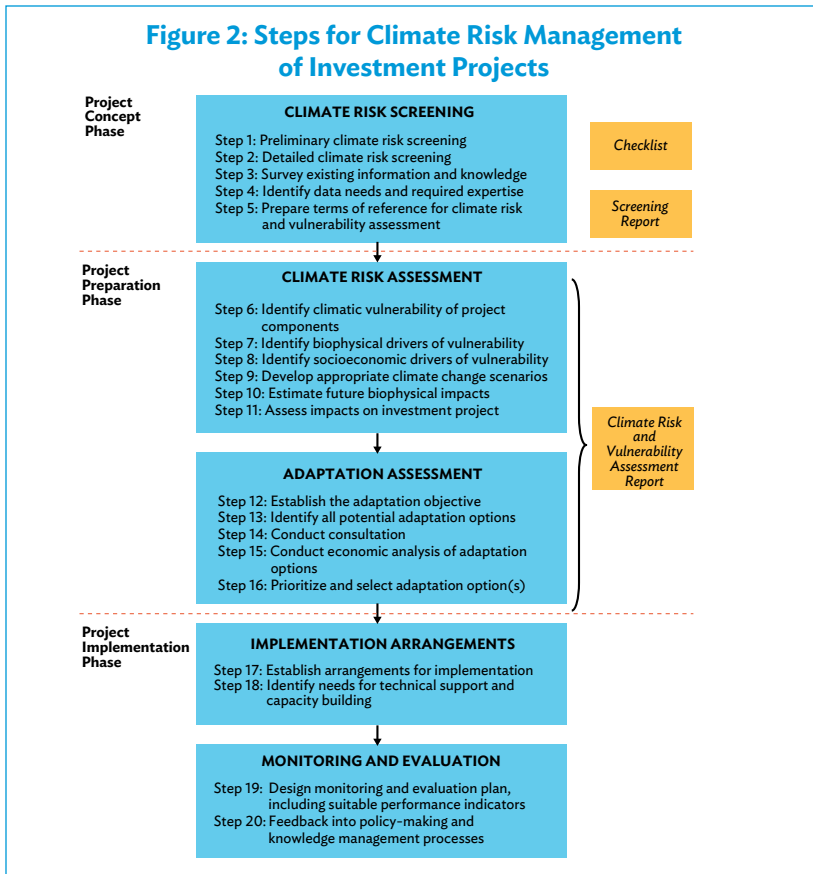 Figure 2: Steps for Climate Risk Management
of Investment Projects
Project
Concept
Phase
CLIMATE RISK SCREENING
Step 1: Preliminary climate risk screening
Step 2: Detailed climate risk screening
Step 3: Survey existing information and knowledge
Step 4: Identify data needs and required expertise
Step 5: Prepare terms of reference for climate risk
and vulnerability assessment
Checklist
Screening
Report
Project
Preparation
Phase
CLIMATE RISK ASSESSMENT
Step 6: Identify climatic vulnerability of project
components
Step 7: Identify biophysical drivers of vulnerability
Step 8: Identify socioeconomic drivers of vulnerability
Step 9: Develop appropriate climate change scenarios
Step 10: Estimate future biophysical impacts
Step 11: Assess impacts on investment project
ADAPTATION ASSESSMENT
Step 12: Establish the adaptation objective
Step 13: Identify all potential adaptation options
Step 14: Conduct consultation
Step 15: Conduct economic analysis of adaptation
options
Step 16: Prioritize and select adaptation option(s)
Climate Risk
and
Vulnerability
Assessment
Report
Project
Implementation
Phase
IMPLEMENTATION ARRANGEMENTS
Step 17: Establish arrangements for implementation
Step 18: Identify needs for technical support and
capacity building
MONITORING AND EVALUATION
Step 19: Design monitoring and evaluation plan,
including suitable performance indicators
Step 20: Feedback into policy-making and
knowledge management processes